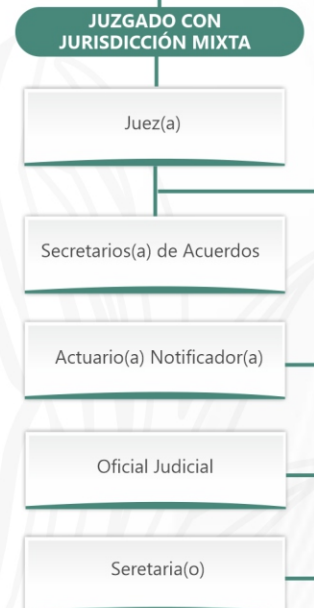 JUZGADO CON
JURISDICCIÓN MIXTA
Juez(a)
Secretarios(a) de Acuerdos
Actuario(a) Notificador(a)
Oficial Judicial
Seretaria(o)